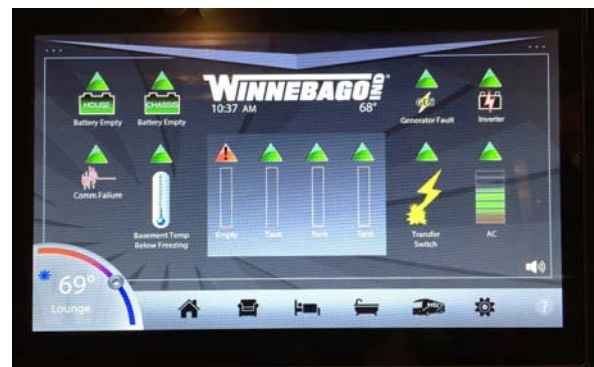 WINNEBAGO IND
10:37 AM 68°
HOUSE
Battery Empty
CHASSIS
Battery Empty
GEN
Generator Fault
Inverter
Comm Failure
Basement Temp
Below Freezing
Empty Tank Tank Tank
Transfer
Switch
AC
69°
Lounge
?